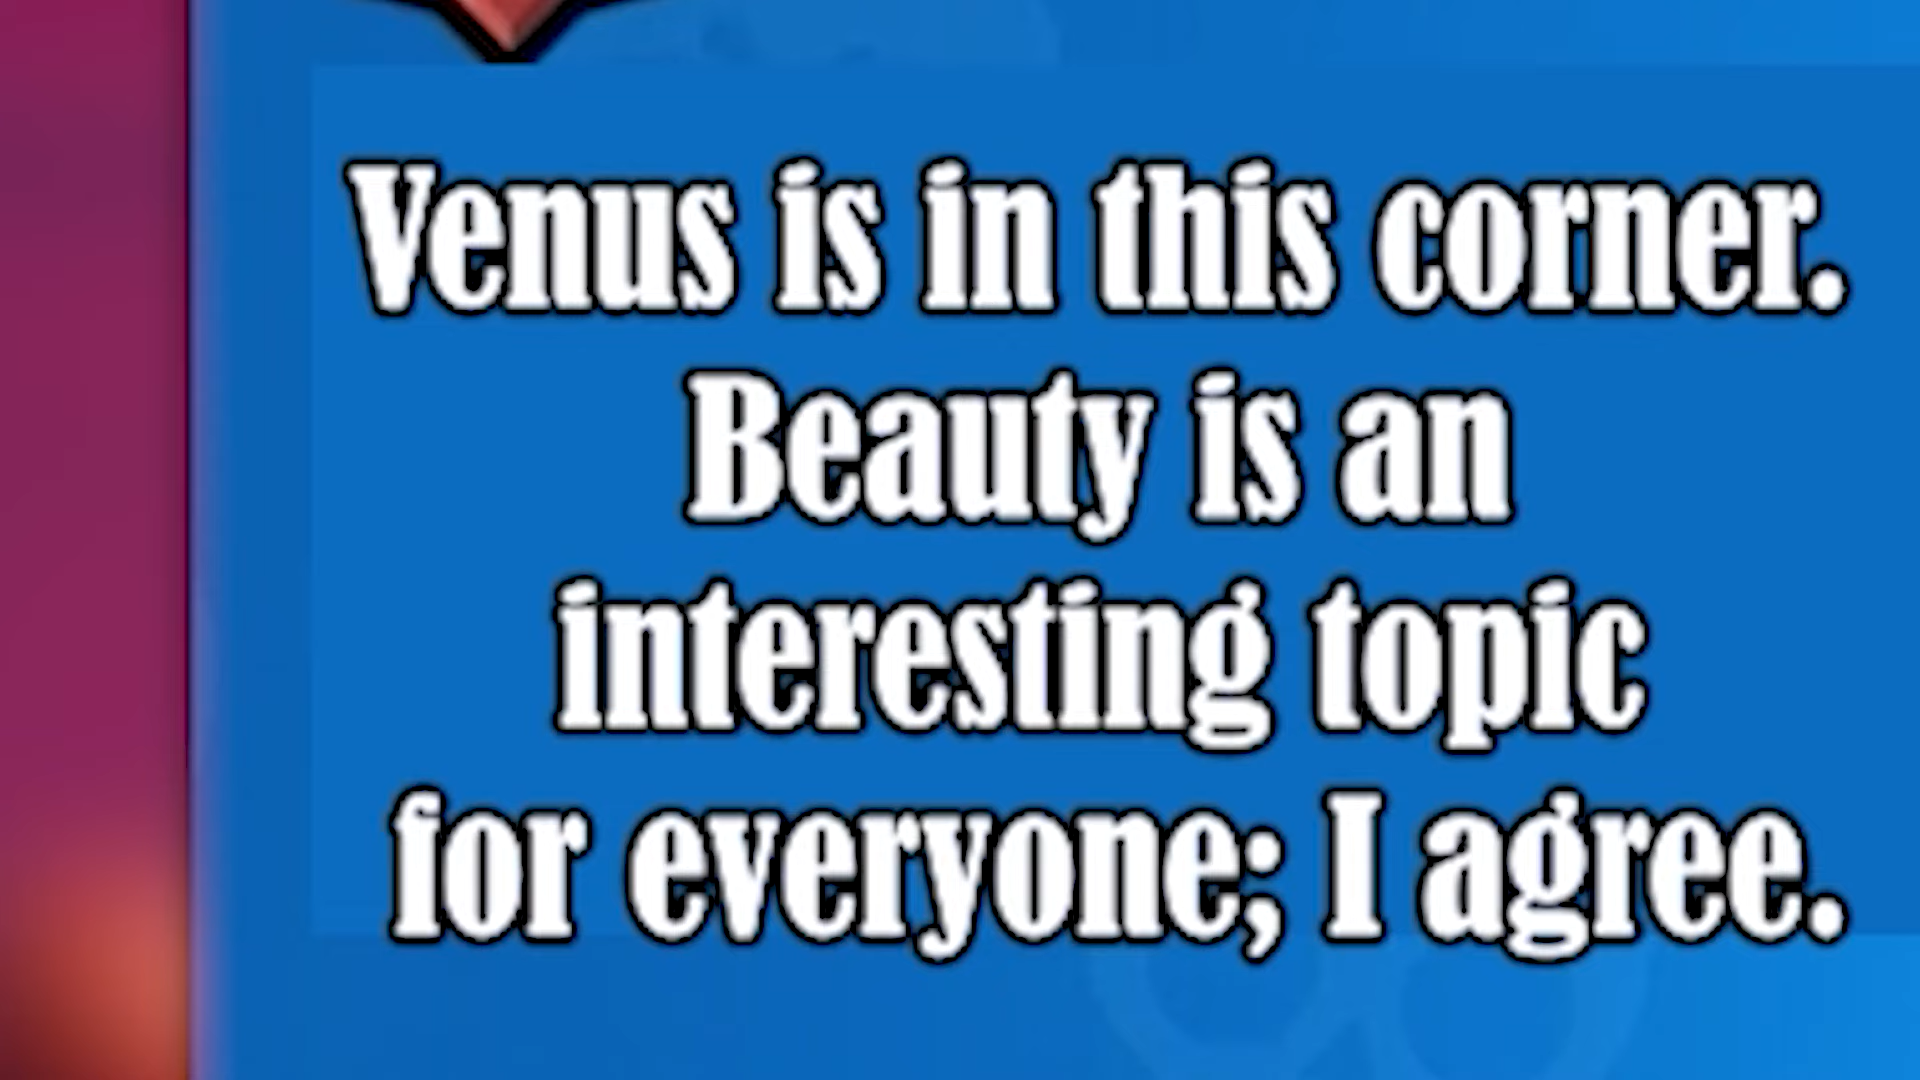 Venus is in this corner.
Beauty is an
interesting topic
for everyone; I agree.